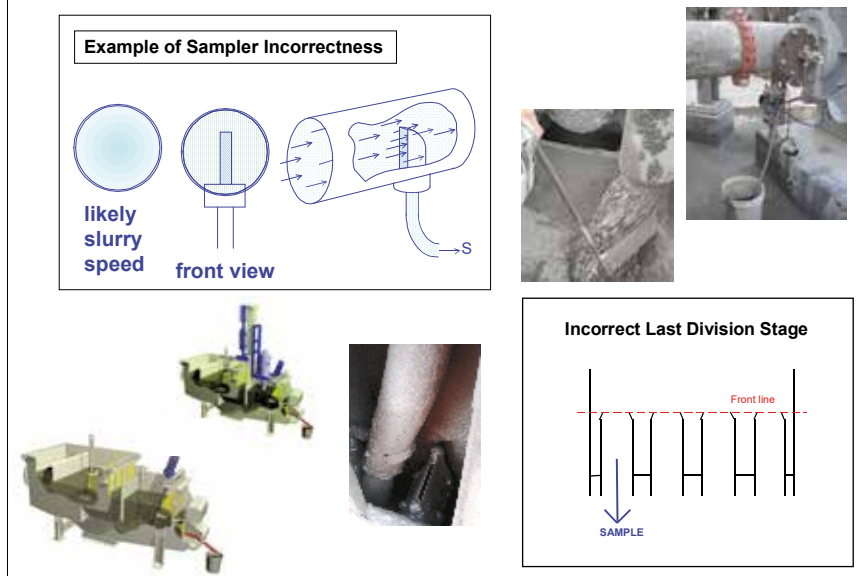 Example of Sampler Incorrectness
likely
slurry
speed
front view
S
Incorrect Last Division Stage
Front line
SAMPLE